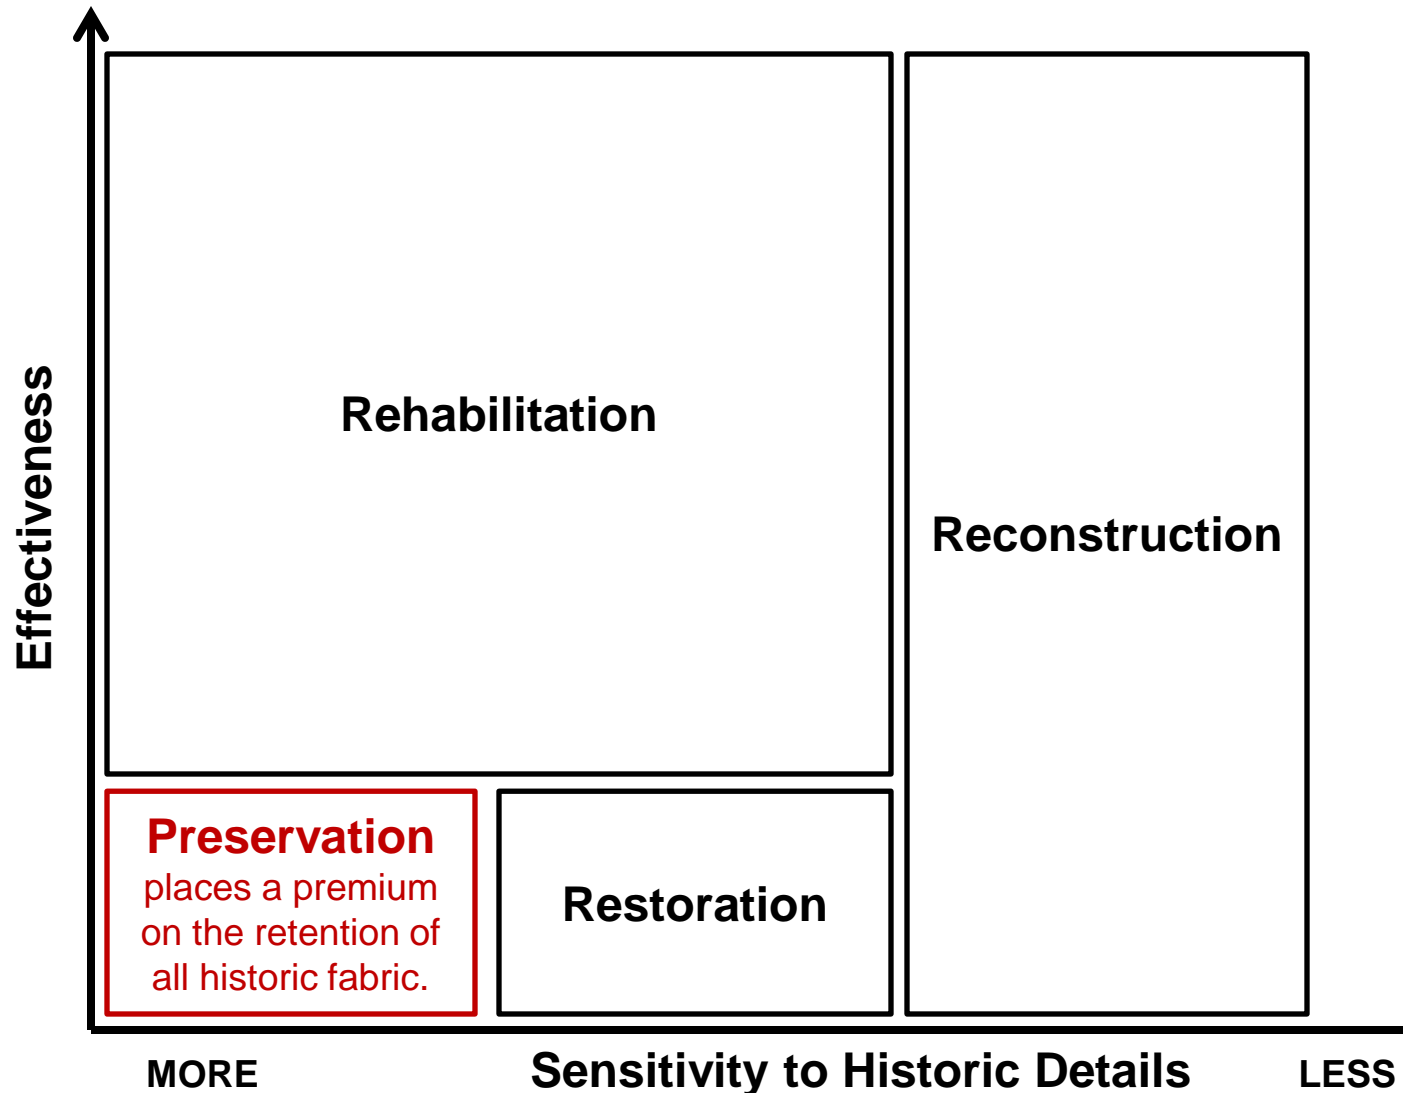 Effectiveness
Rehabilitation
Reconstruction
Preservation
places a premium
on the retention of
all historic fabric.
Restoration
MORE
Sensitivity to Historic Details
LESS